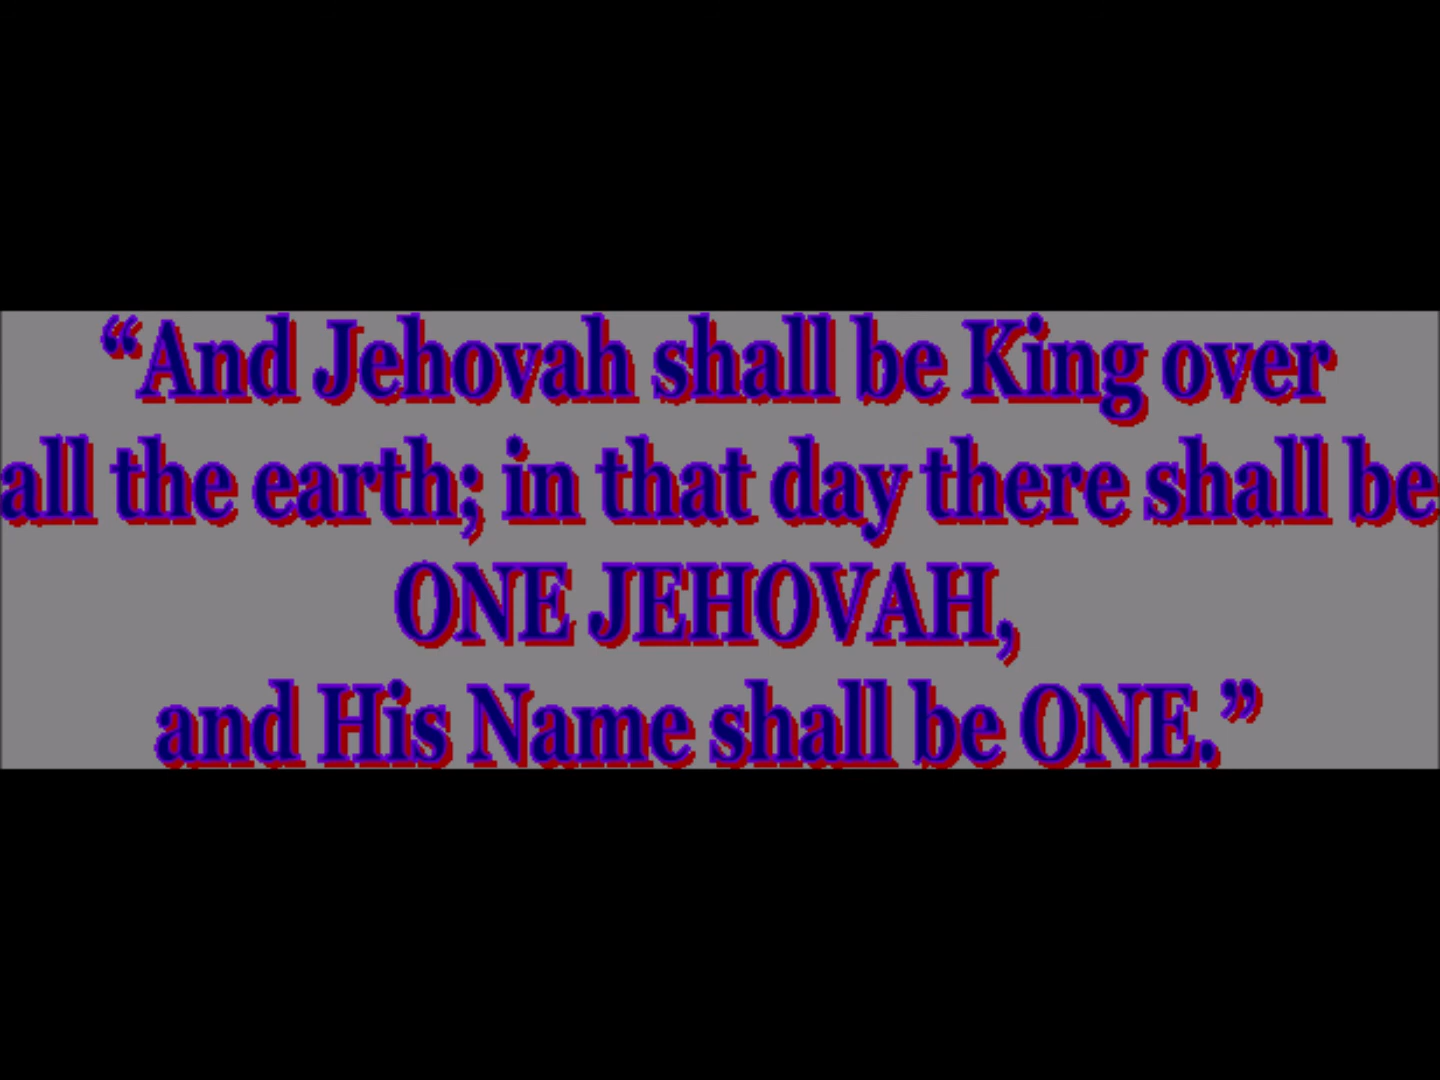 “And Jehovah shall be King over
all the earth; in that day there shall be
ONE JEHOVAH,
and His Name shall be ONE.”